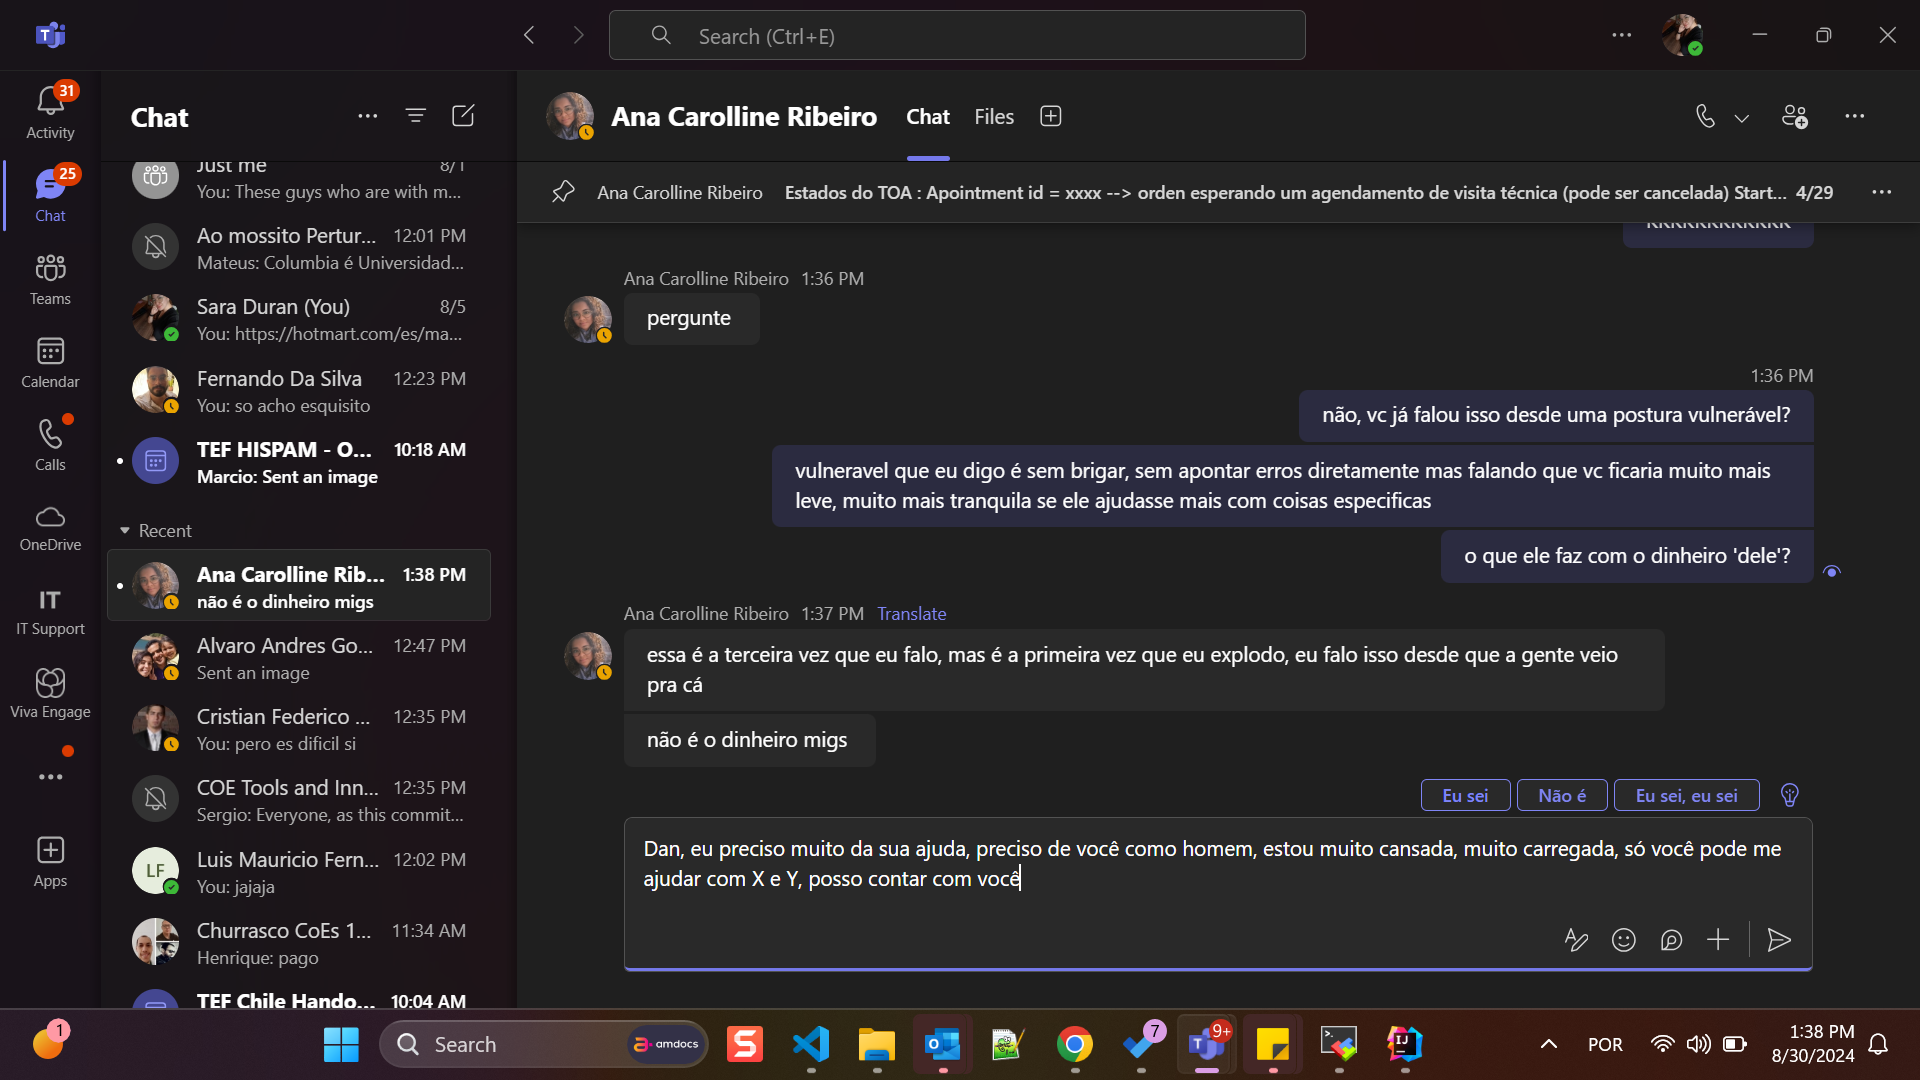 Search (Ctrl+E)
31
Activity
25
Chat
Teams
Calendar
Calls
OneDrive
IT
IT Support
Viva Engage
Apps
Chat
Just me 8/1
You: These guys who are with m...
Ao mossito Pertur... 12:01 PM
Mateus: Columbia é Universidad...
Sara Duran (You) 8/5
You: https://hotmart.com/es/ma...
Fernando Da Silva 12:23 PM
You: so acho esquisito
TEF HISPAM - O... 10:18 AM
Marcio: Sent an image
Recent
Ana Carolline Rib... 1:38 PM
não é o dinheiro migs
Alvaro Andres Go... 12:47 PM
Sent an image
Cristian Federico ... 12:35 PM
You: pero es dificil si
COE Tools and Inn... 12:35 PM
Sergio: Everyone, as this commit...
LF
Luis Mauricio Fern... 12:02 PM
You: jajaja
Churrasco CoEs 1... 11:34 AM
Henrique: pago
TEF Chile Hando... 10:04 AM
Ana Carolline Ribeiro Chat Files
Ana Carolline Ribeiro Estados do TOA : Apointment id = xxxx --> orden esperando um agendamento de visita técnica (pode ser cancelada) Start... 4/29
Ana Carolline Ribeiro 1:36 PM
pergunte
1:36 PM
não, vc já falou isso desde uma postura vulnerável?
vulneravel que eu digo é sem brigar, sem apontar erros diretamente mas falando que vc ficaria muito mais
leve, muito mais tranquila se ele ajudasse mais com coisas especificas
o que ele faz com o dinheiro 'dele'?
Ana Carolline Ribeiro 1:37 PM Translate
essa é a terceira vez que eu falo, mas é a primeira vez que eu explodo, eu falo isso desde que a gente veio
pra cá
não é o dinheiro migs
Eu sei Não é Eu sei, eu sei
Dan, eu preciso muito da sua ajuda, preciso de você como homem, estou muito cansada, muito carregada, só você pode me
ajudar com X e Y, posso contar com você
1
Search
amdocs
7
9+
POR
1:38 PM
8/30/2024